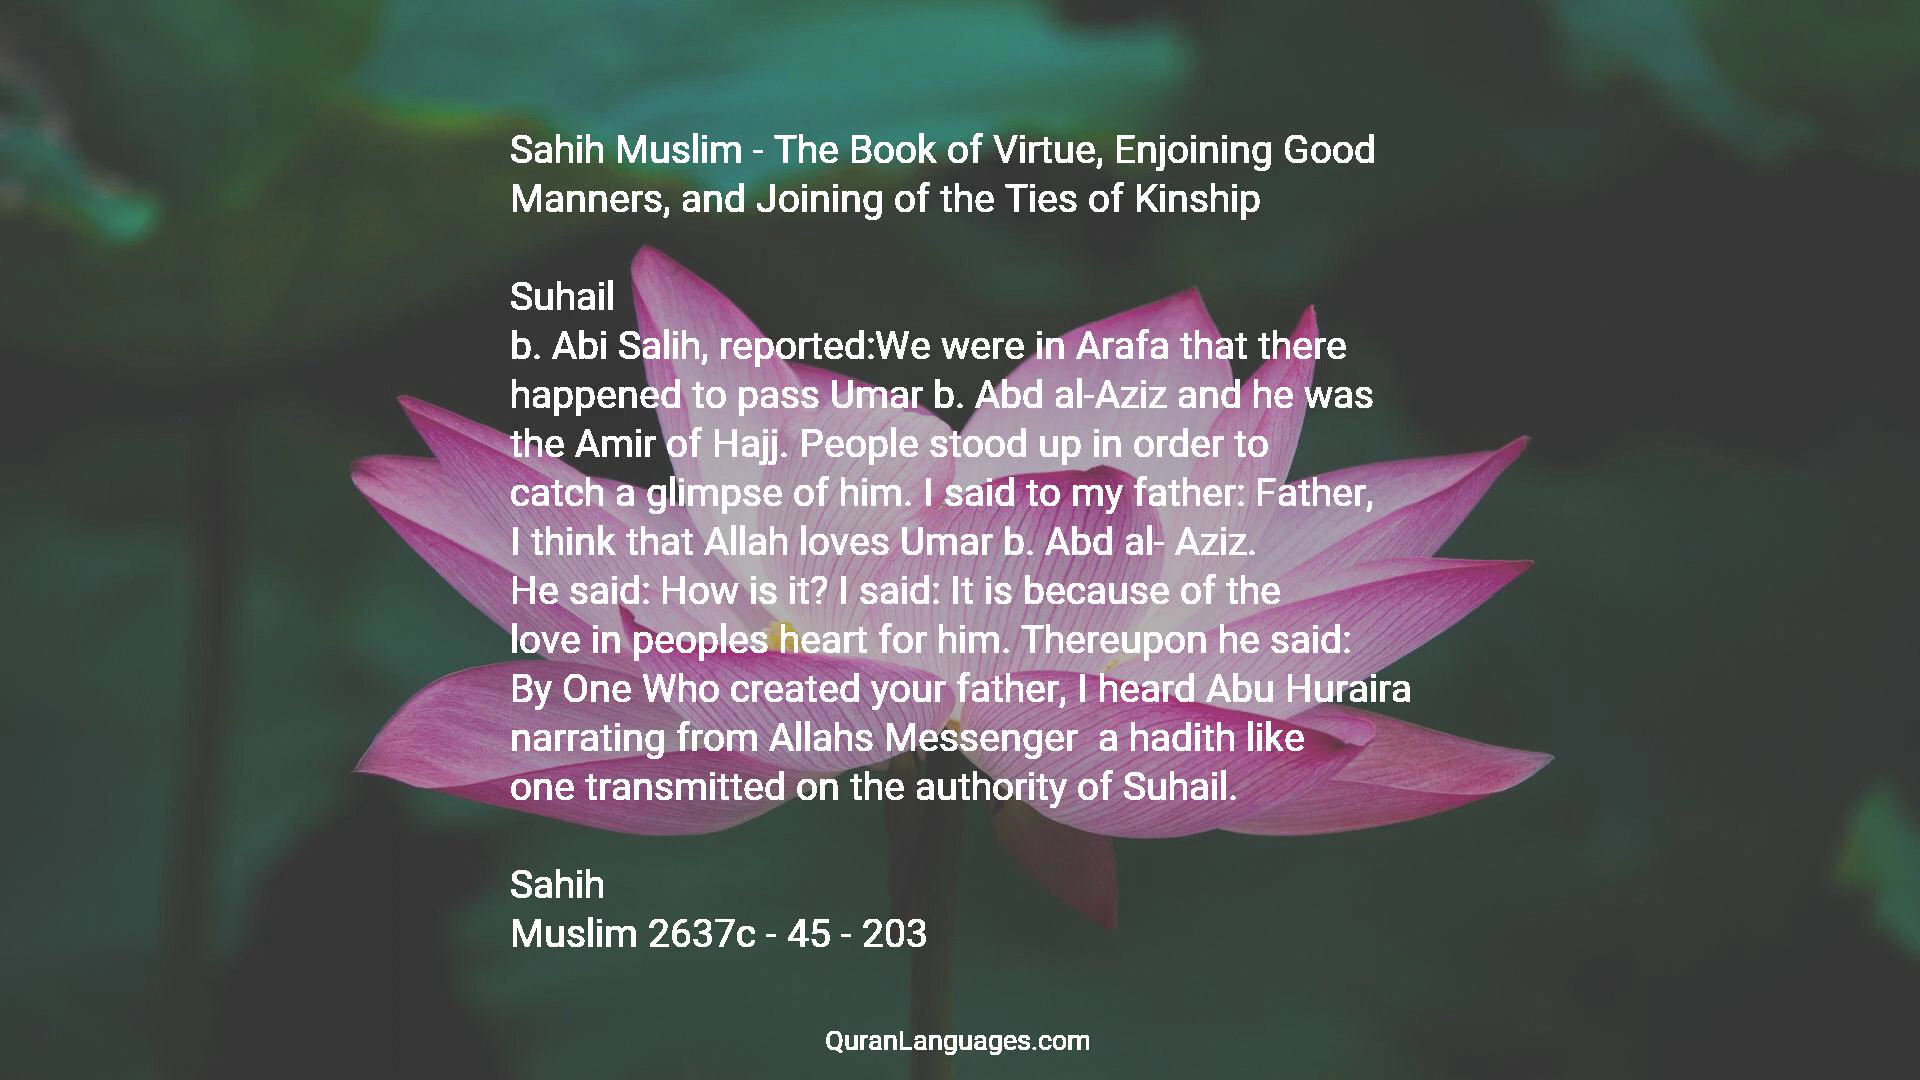 Sahih Muslim - The Book of Virtue, Enjoining Good
Manners, and Joining of the Ties of Kinship
Suhail
b. Abi Salih, reported:We were in Arafa that there
happened to pass Umar b. Abd al-Aziz and he was
the Amir of Hajj. People stood up in order to
catch a glimpse of him. I said to my father: Father,
I think that Allah loves Umar b. Abd al- Aziz.
He said: How is it? I said: It is because of the
love in peoples heart for him. Thereupon he said:
By One Who created your father, I heard Abu Huraira
narrating from Allahs Messenger  a hadith like
one transmitted on the authority of Suhail.
Sahih
Muslim 2637c - 45 - 203
QuranLanguages.com